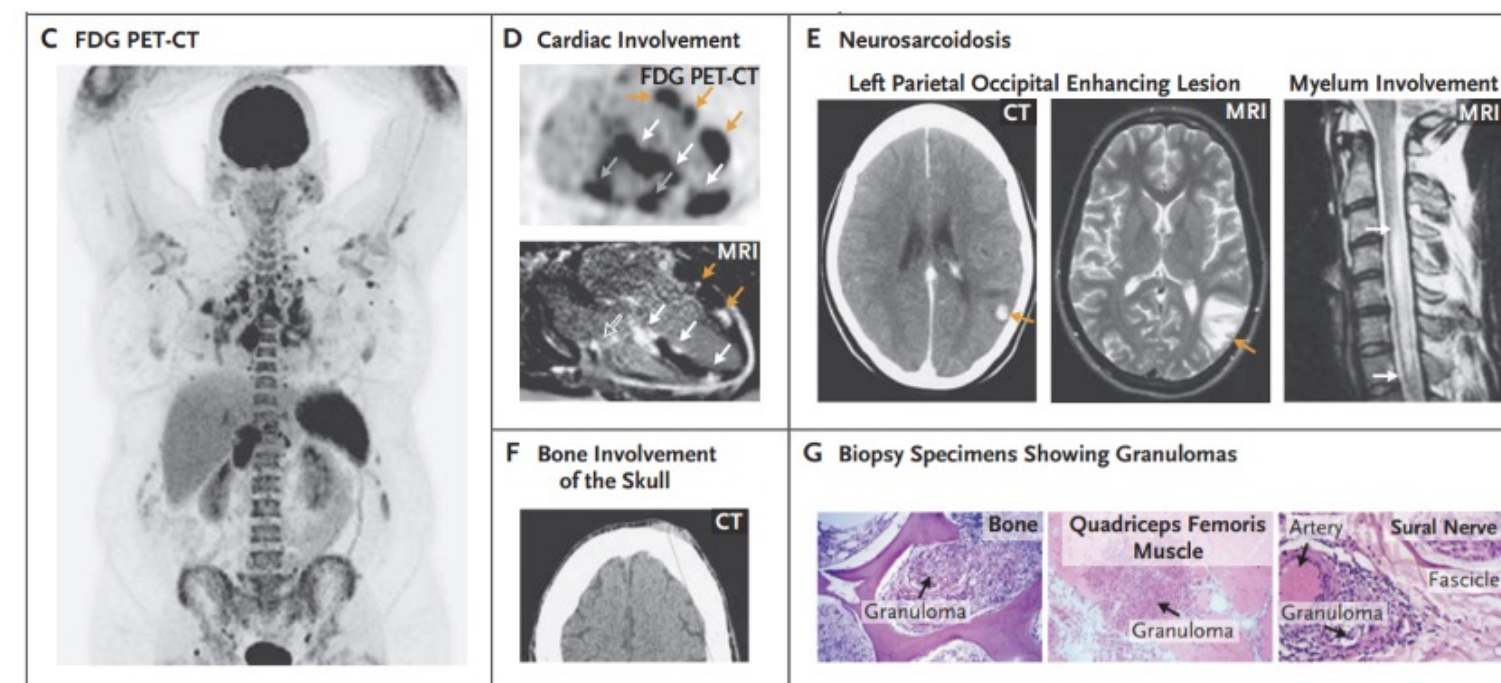 C FDG PET-CT
D Cardiac Involvement
FDG PET-CT
MRI
E Neurosarcoidosis
Left Parietal Occipital Enhancing Lesion
CT
MRI
Myelum Involvement
MRI
F Bone Involvement
of the Skull
CT
G Biopsy Specimens Showing Granulomas
Bone
Granuloma
Quadriceps Femoris
Muscle
Granuloma
Artery
Sural Nerve
Fascicle
Granuloma